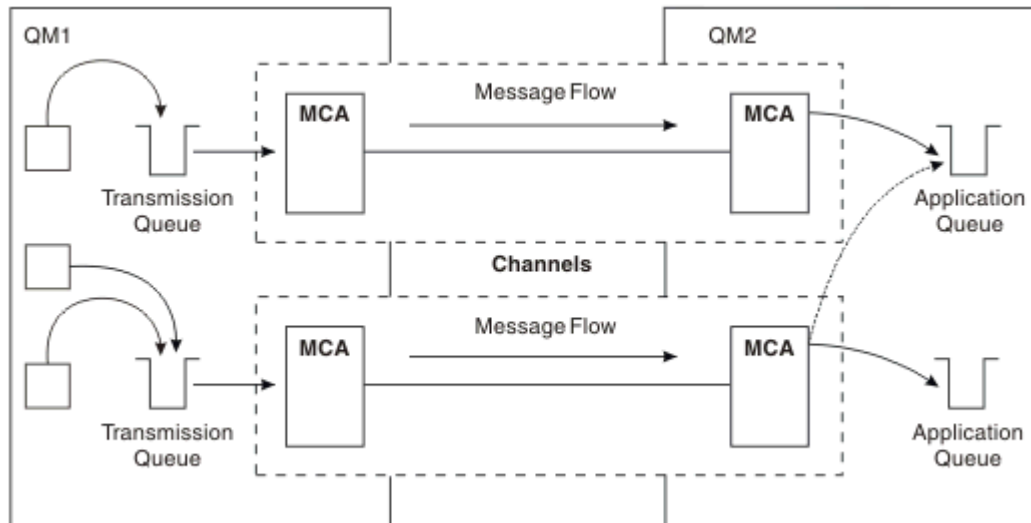 QM1
QM2
MCA
Message Flow
MCA
Transmission
Queue
Application
Queue
Channels
MCA
Message Flow
MCA
Transmission
Queue
Application
Queue